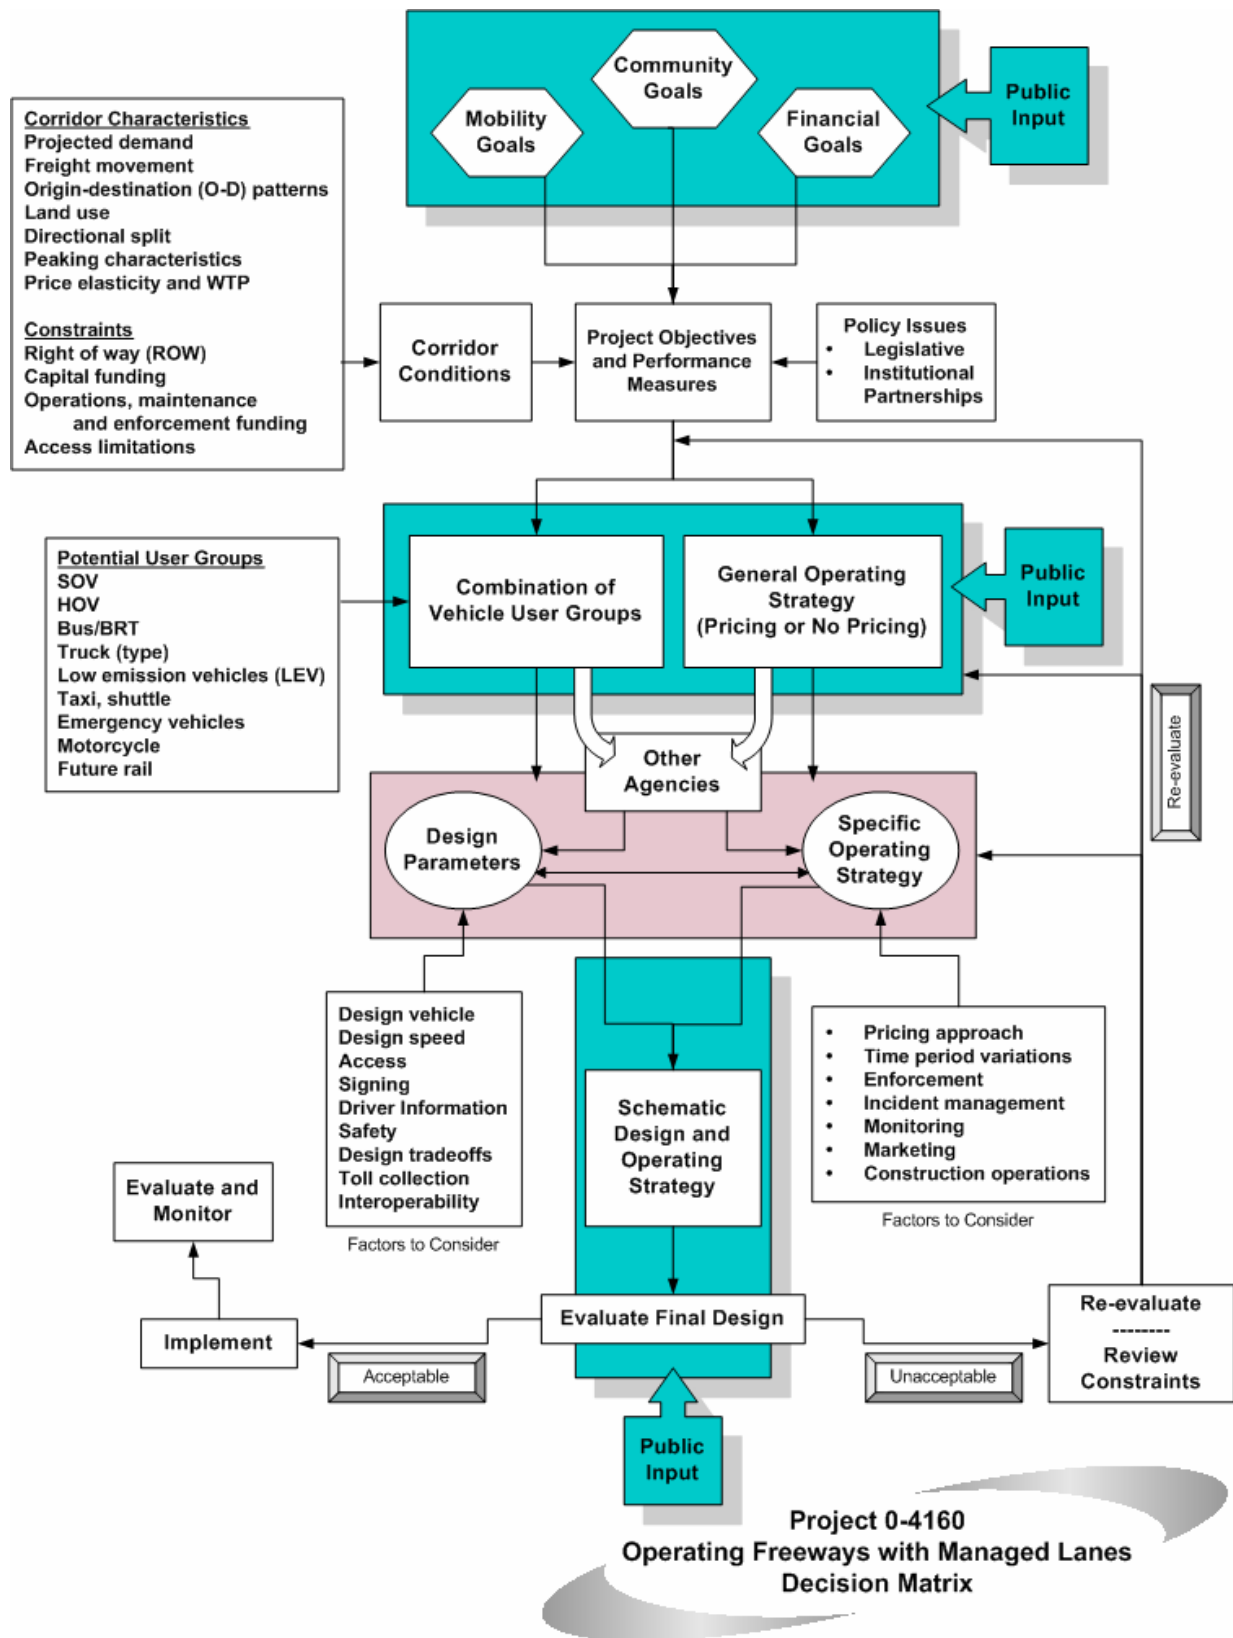 Community
Goals
Mobility
Goals
Financial
Goals
Public
Input
Corridor Characteristics
Projected demand
Freight movement
Origin-destination (O-D) patterns
Land use
Directional split
Peaking characteristics
Price elasticity and WTP
Constraints
Right of way (ROW)
Capital funding
Operations, maintenance
and enforcement funding
Access limitations
Corridor
Conditions
Project Objectives
and Performance
Measures
Policy Issues
• Legislative
• Institutional
Partnerships
Potential User Groups
SOV
HOV
Bus/BRT
Truck (type)
Low emission vehicles (LEV)
Taxi, shuttle
Emergency vehicles
Motorcycle
Future rail
Combination of
Vehicle User Groups
General Operating
Strategy
(Pricing or No Pricing)
Public
Input
Re-evaluate
Other
Agencies
Design
Parameters
Specific
Operating
Strategy
Design vehicle
Design speed
Access
Signing
Driver Information
Safety
Design tradeoffs
Toll collection
Interoperability
Factors to Consider
Schematic
Design and
Operating
Strategy
• Pricing approach
• Time period variations
• Enforcement
• Incident management
• Monitoring
• Marketing
• Construction operations
Factors to Consider
Evaluate and
Monitor
Implement
Acceptable
Evaluate Final Design
Unacceptable
Re-evaluate
--------
Review
Constraints
Public
Input
Project 0-4160
Operating Freeways with Managed Lanes
Decision Matrix